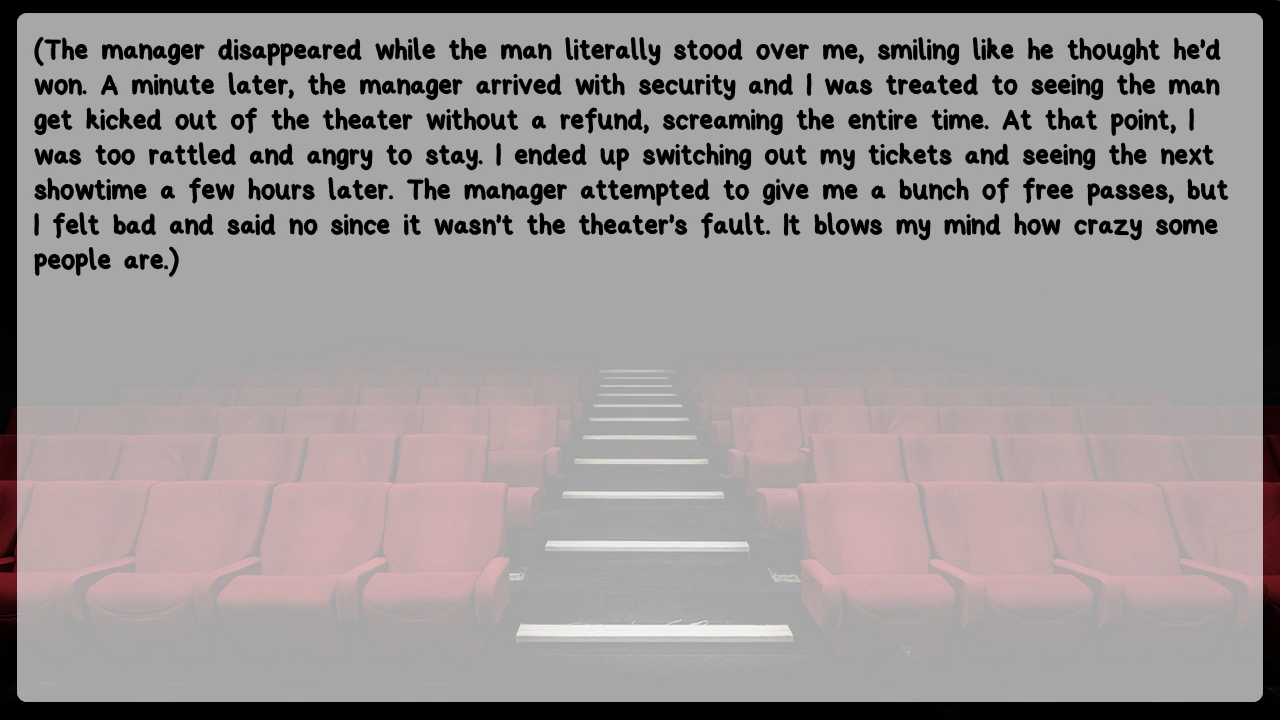 (The manager disappeared while the man literally stood over me, smiling like he thought he'd
won. A minute later, the manager arrived with security and I was treated to seeing the man
get kicked out of the theater without a refund, screaming the entire time. At that point, I
was too rattled and angry to stay. I ended up switching out my tickets and seeing the next
showtime a few hours later. The manager attempted to give me a bunch of free passes, but
I felt bad and said no since it wasn't the theater's fault. It blows my mind how crazy some
people are.)